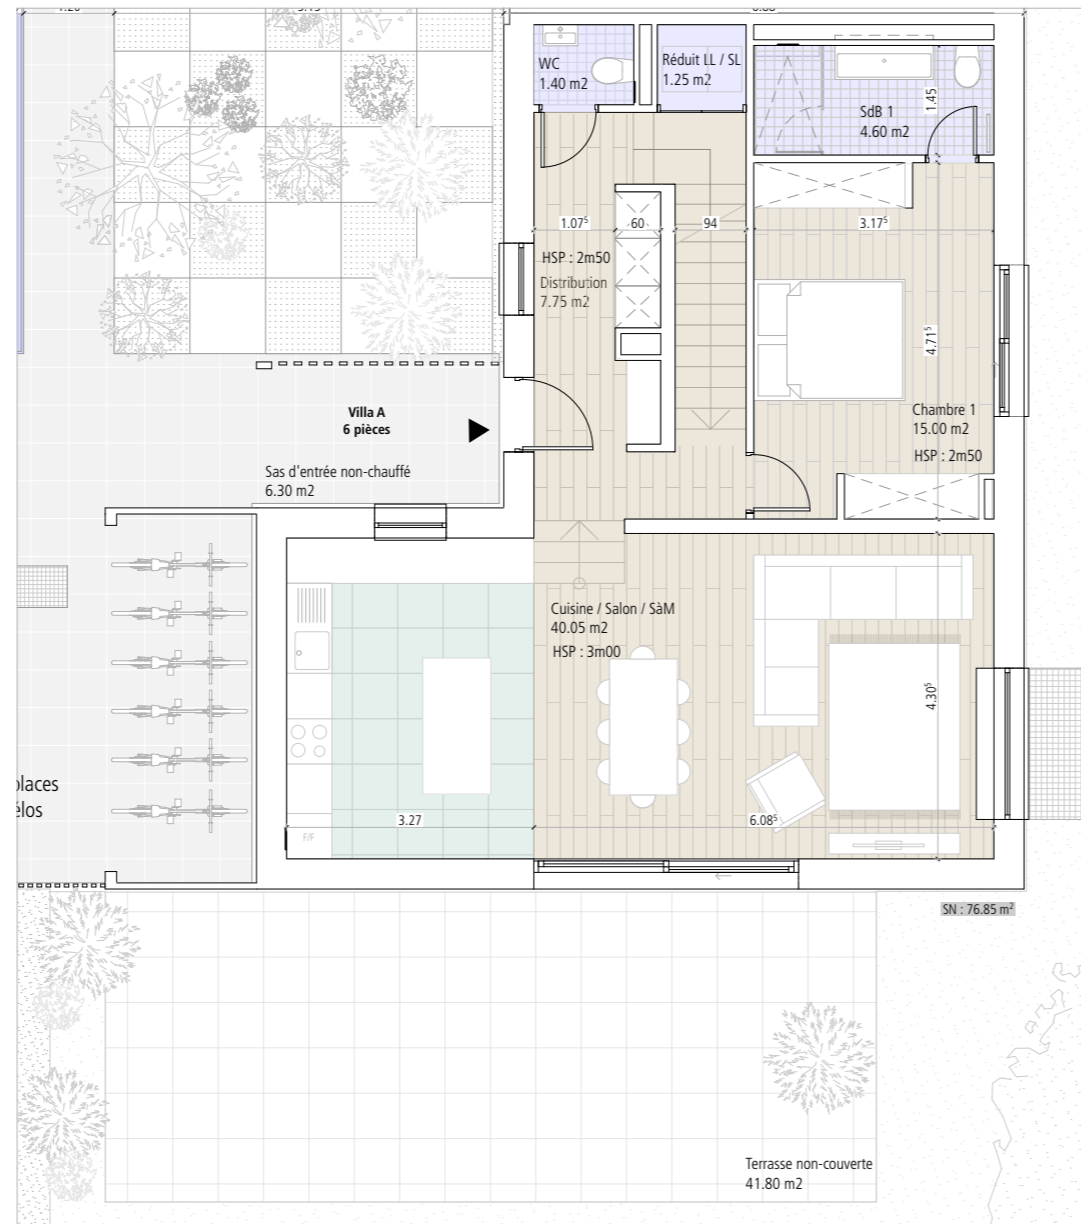 WC
1.40 m2
Réduit LL / SL
1.25 m2
SdB 1
4.60 m2
1.45
1.07⁵
60
94
3.17⁵
HSP : 2m50
Distribution
7.75 m2
4.71⁵
Villa A
6 pièces
Chambre 1
15.00 m2
HSP : 2m50
Sas d'entrée non-chauffé
6.30 m2
Cuisine / Salon / SàM
40.05 m2
HSP : 3m00
4.30⁵
3.27
6.08⁵
F/F
SN : 76.85 m²
Terrasse non-couverte
41.80 m2